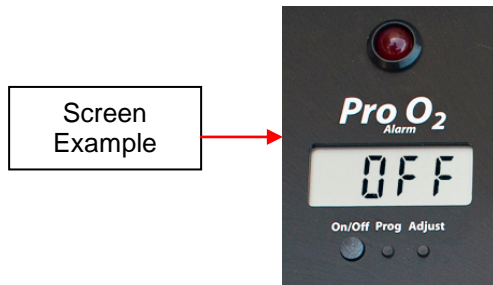 Screen
Example
Pro O2
Alarm
OFF
On/Off Prog Adjust